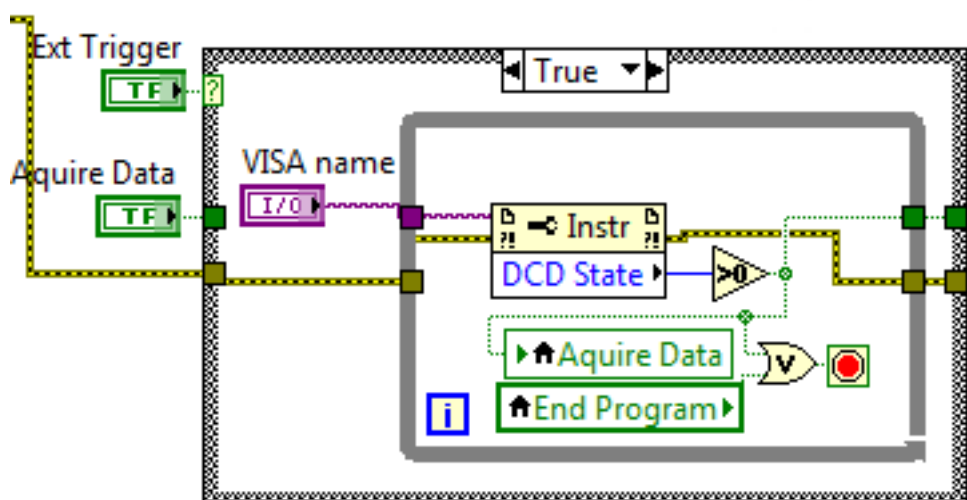 Ext Trigger
TF
?
True
Aquire Data
TF
VISA name
I/O
?! Instr ?!
DCD State
>0
Aquire Data
V
End Program
i